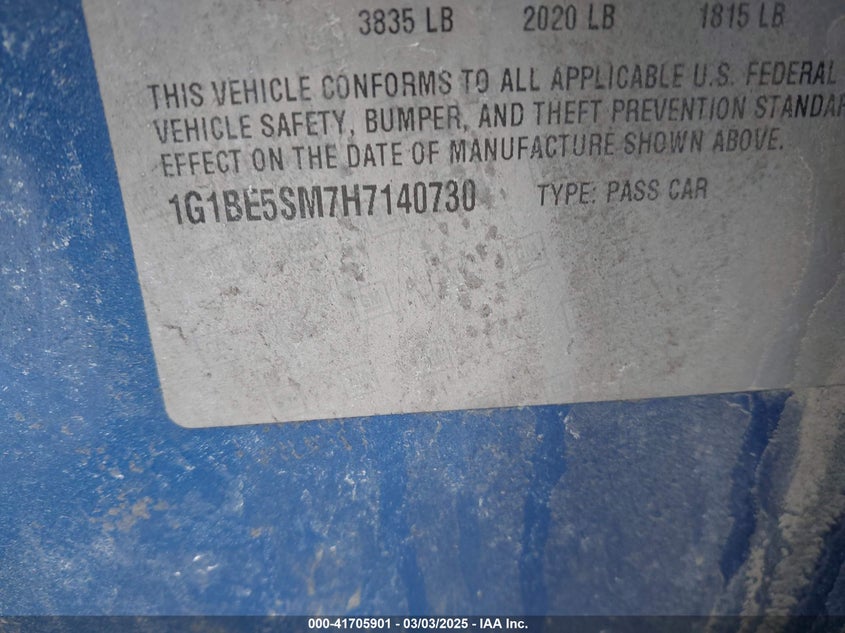 3835 LB 2020 LB 1815 LB
THIS VEHICLE CONFORMS TO ALL APPLICABLE U.S. FEDERAL
VEHICLE SAFETY, BUMPER, AND THEFT PREVENTION STANDAR
EFFECT ON THE DATE OF MANUFACTURE SHOWN ABOVE.
1G1BE5SM7H7140730 TYPE: PASS CAR
000-41705901 / 03/03/2025 - IAA Inc.